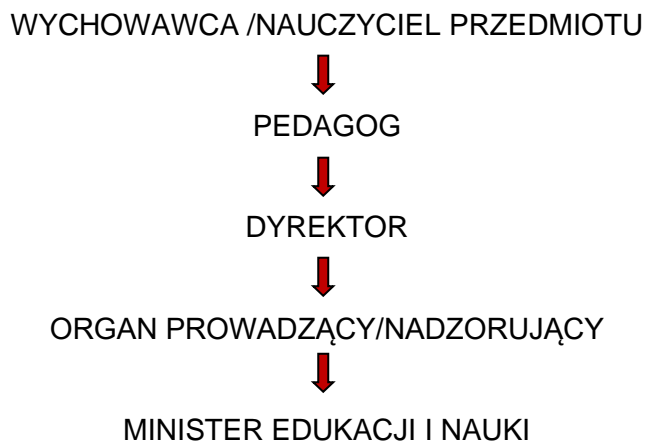 WYCHOWAWCA /NAUCZYCIEL PRZEDMIOTU
PEDAGOG
DYREKTOR
ORGAN PROWADZĄCY/NADZORUJĄCY
MINISTER EDUKACJI I NAUKI